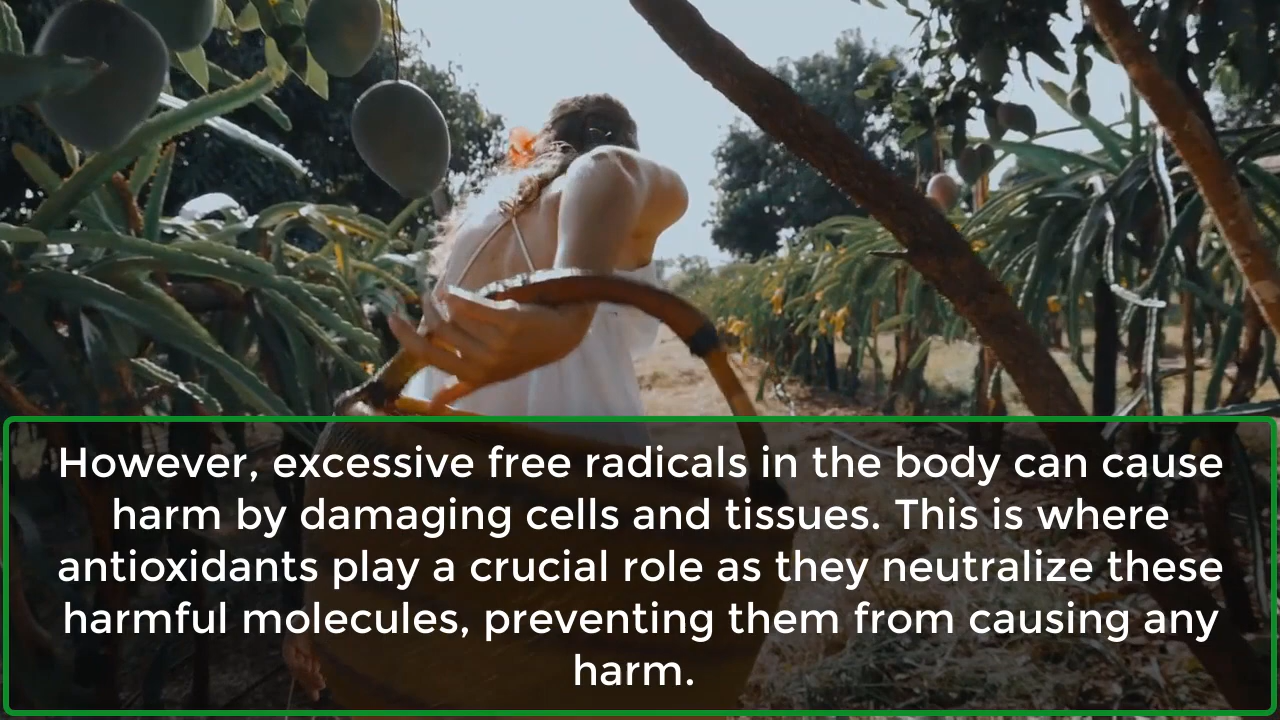 However, excessive free radicals in the body can cause
harm by damaging cells and tissues. This is where
antioxidants play a crucial role as they neutralize these
harmful molecules, preventing them from causing any
harm.